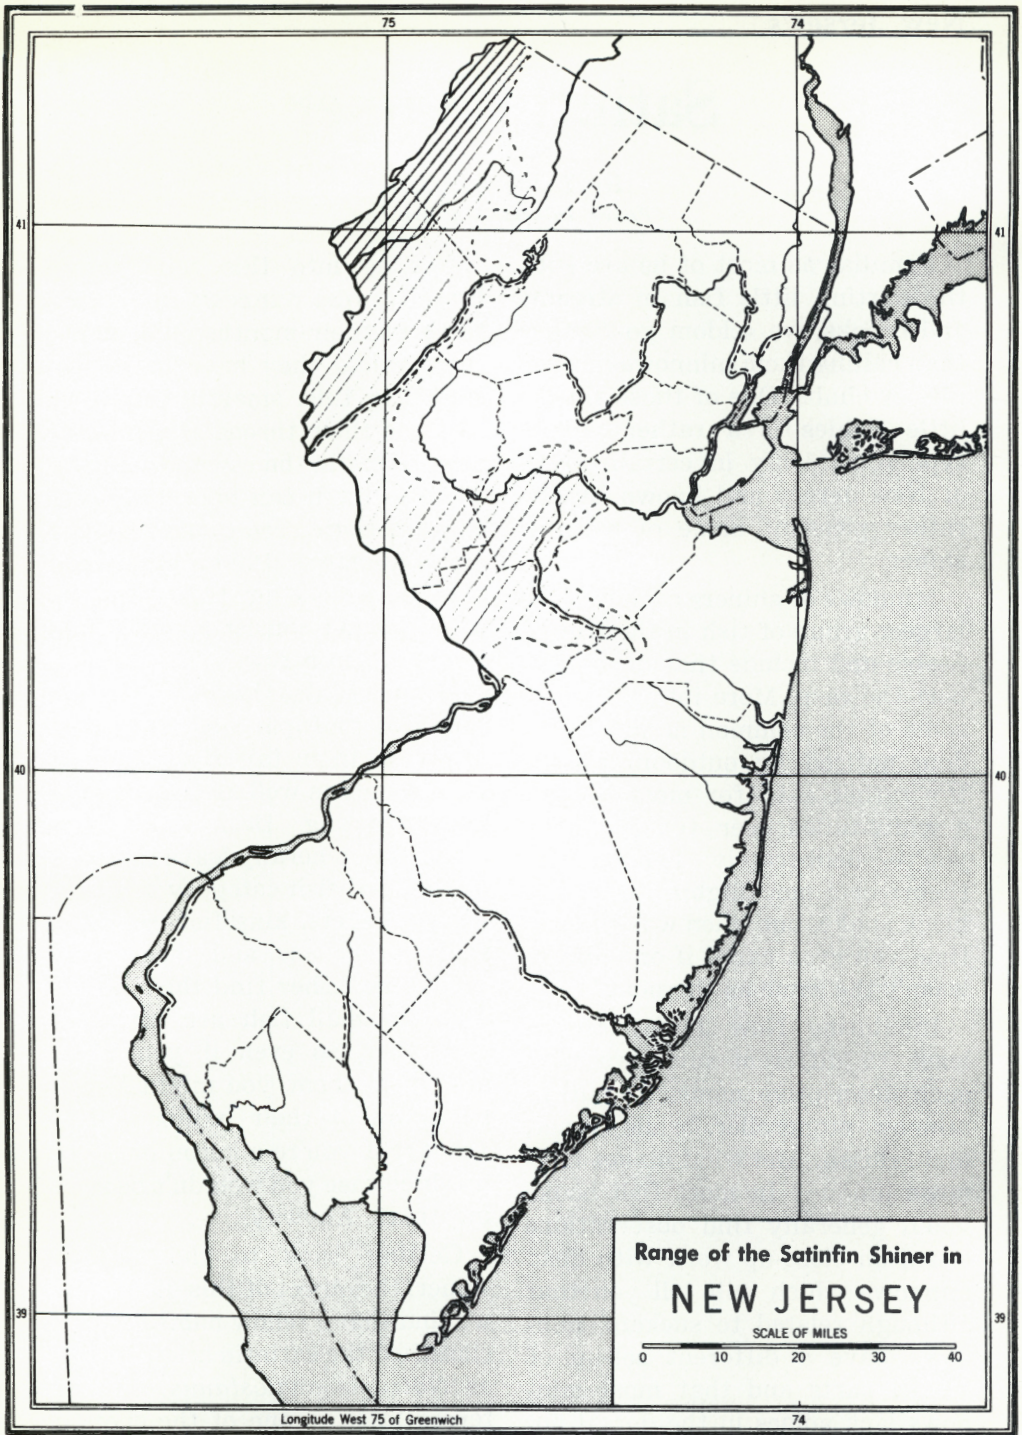 75 74
41 41
40 40
39 39
Range of the Satinfin Shiner in
NEW JERSEY
SCALE OF MILES
0 10 20 30 40
Longitude West 75 of Greenwich 74